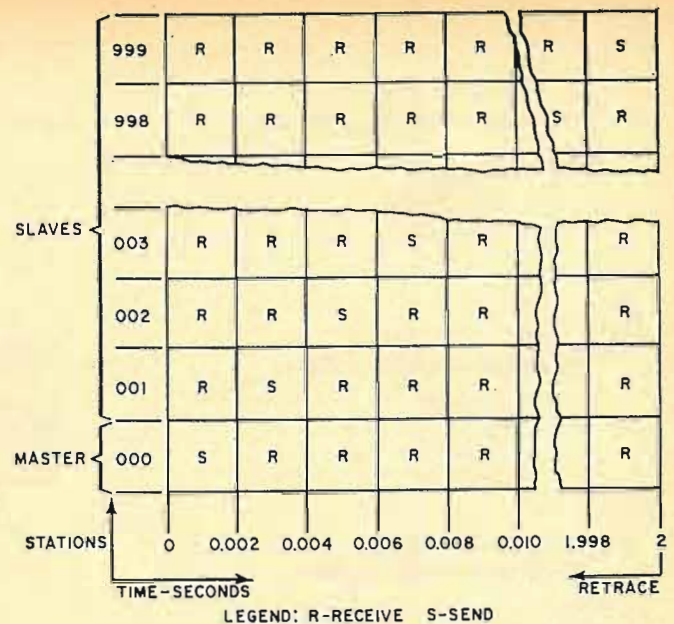 999 R R R R R R S
998 R R R R R S R
SLAVES
003 R R R S R R
002 R R S R R R
001 R S R R R R
MASTER 000 S R R R R R
STATIONS 0 0.002 0.004 0.006 0.008 0.010 1.998 2
TIME-SECONDS RETRACE
LEGEND: R-RECEIVE S-SEND